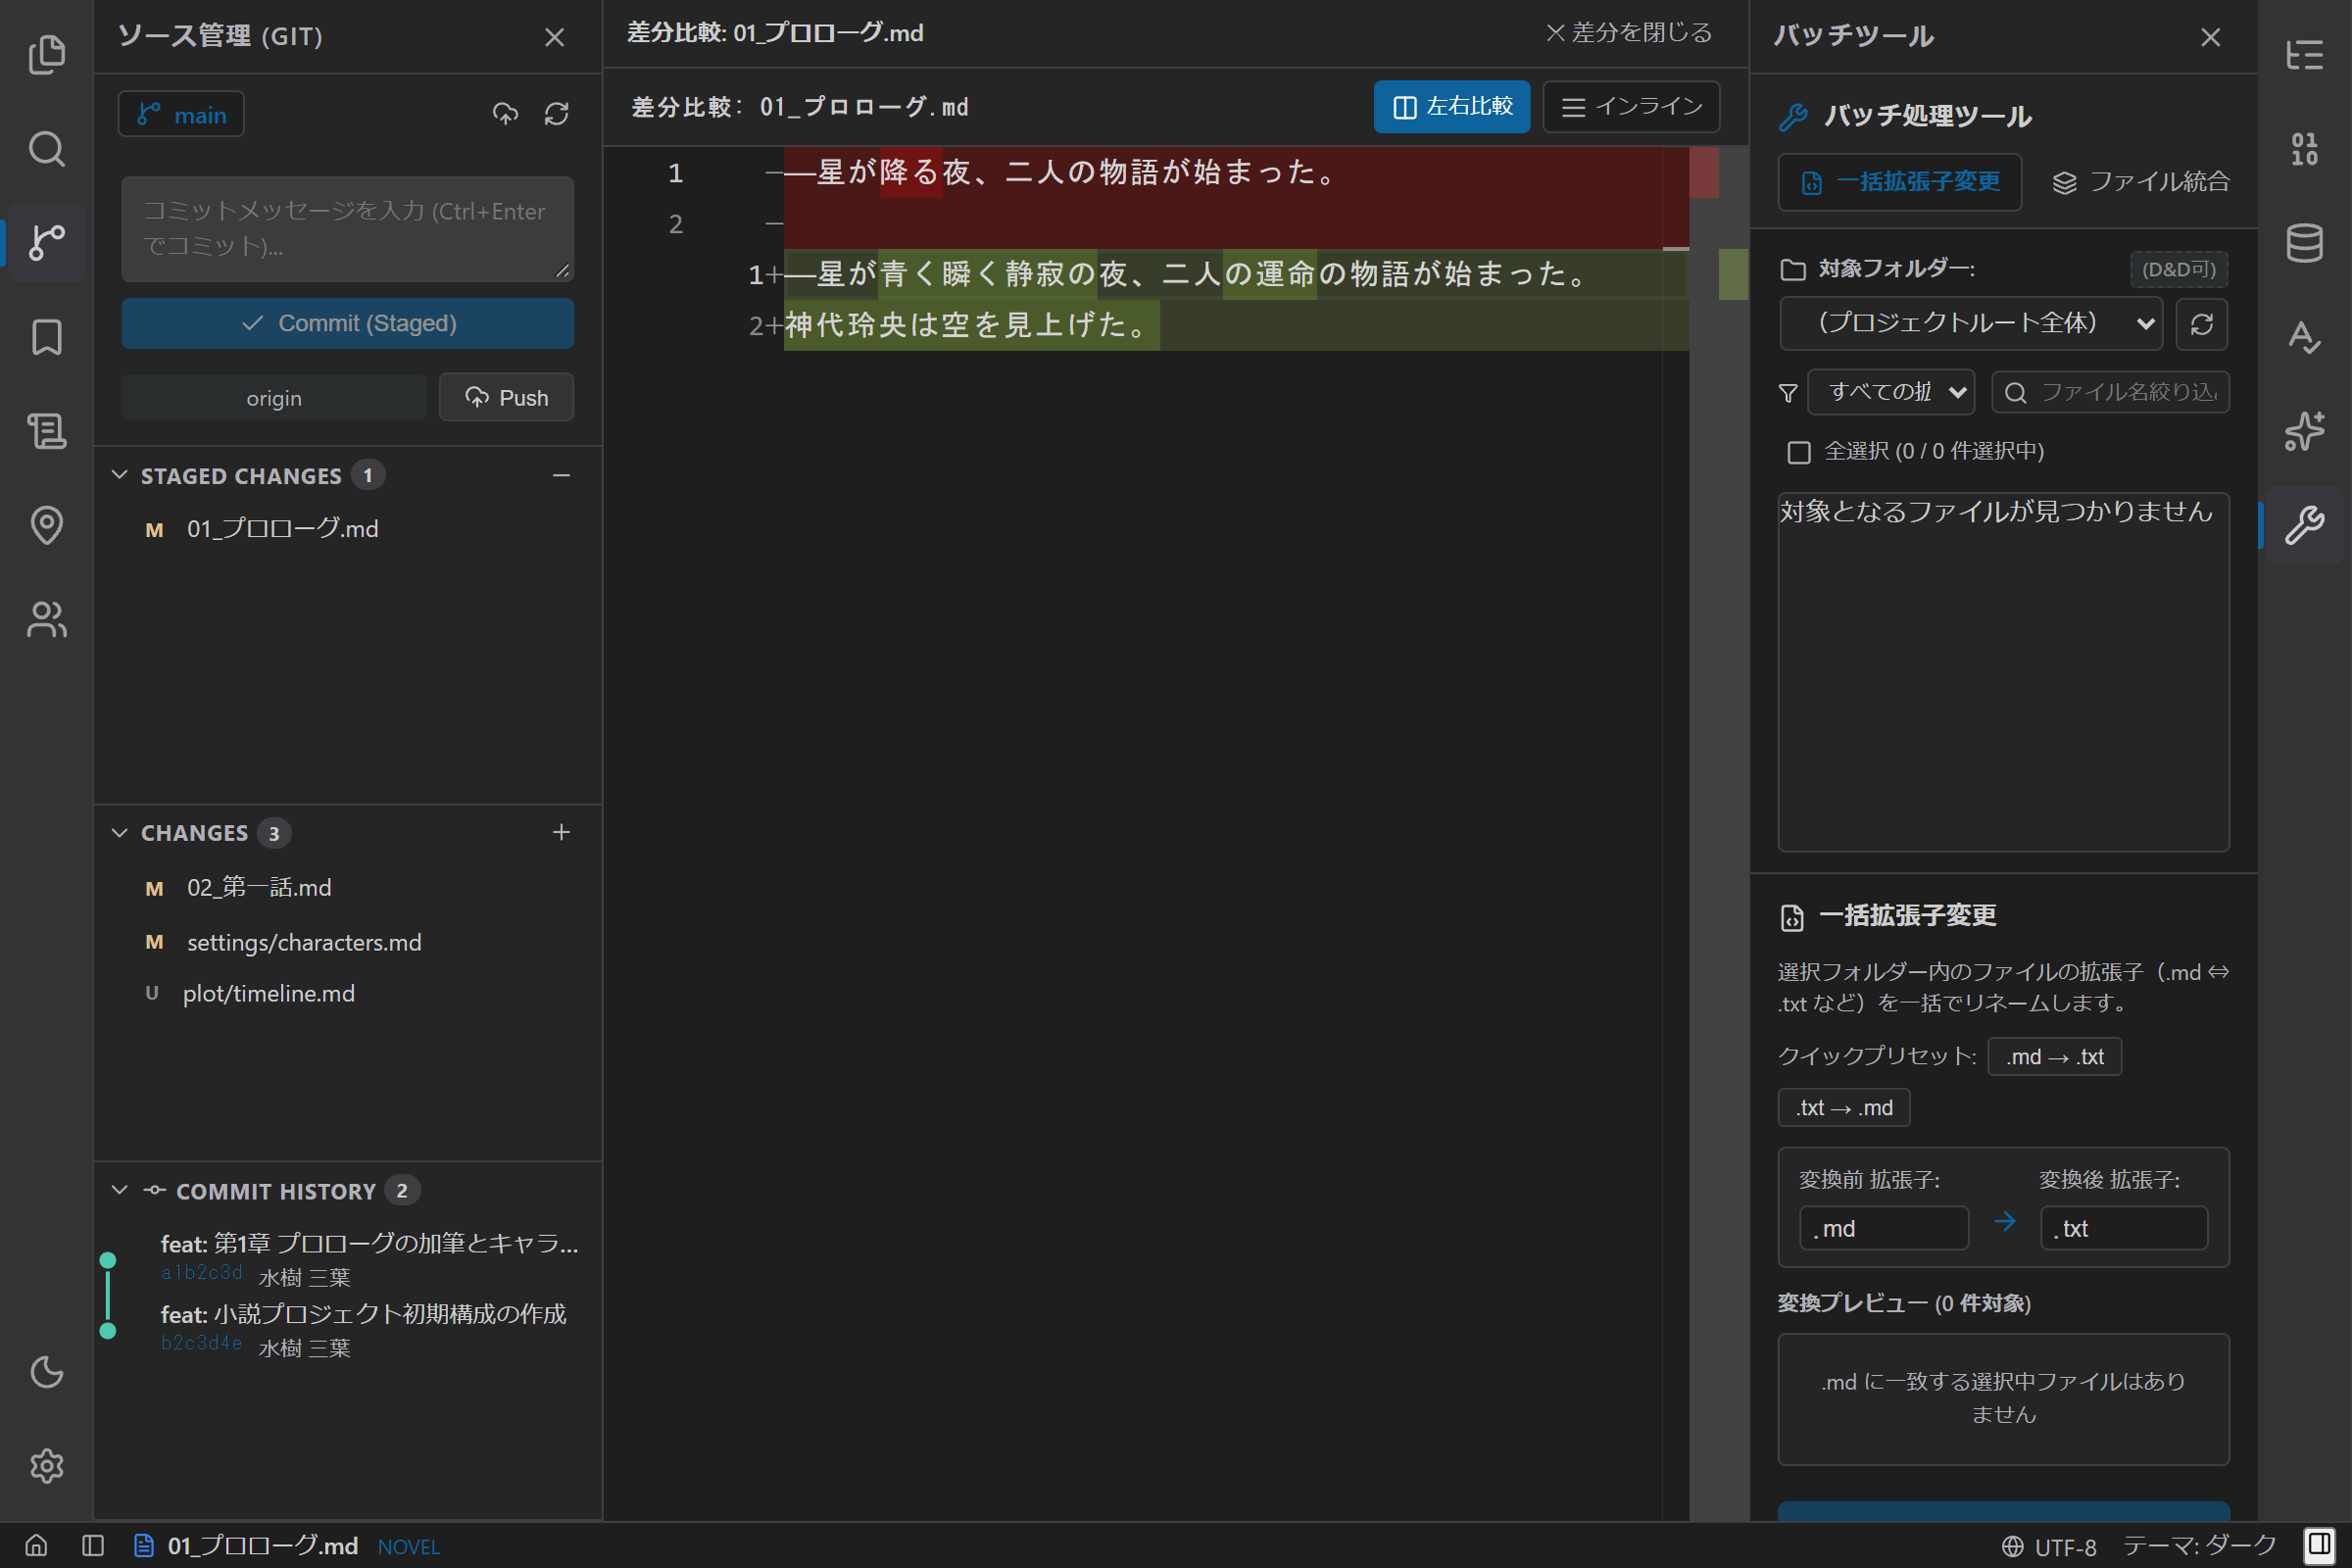 ソース管理 (GIT)
main
コミットメッセージを入力 (Ctrl+Enter
でコミット)...
Commit (Staged)
origin
Push
STAGED CHANGES 1
M 01_プロローグ.md
CHANGES 3
M 02_第一話.md
M settings/characters.md
U plot/timeline.md
COMMIT HISTORY 2
feat: 第1章 プロローグの加筆とキャラ...
a1b2c3d 水樹 三葉
feat: 小説プロジェクト初期構成の作成
b2c3d4e 水樹 三葉
差分比較: 01_プロローグ.md
差分を閉じる
差分比較: 01_プロローグ.md
左右比較
インライン
1 —―星が降る夜、二人の物語が始まった。
2 —
1+―星が青く瞬く静寂の夜、二人の運命の物語が始まった。
2+神代玲央は空を見上げた。
バッチツール
バッチ処理ツール
一括拡張子変更
ファイル統合
対象フォルダー:
(D&D可)
（プロジェクトルート全体）
すべての拡
ファイル名絞り込
全選択 (0 / 0 件選択中)
対象となるファイルが見つかりません
一括拡張子変更
選択フォルダー内のファイルの拡張子（.md ⇔
.txt など）を一括でリネームします。
クイックプリセット: .md → .txt
.txt → .md
変換前 拡張子: 変換後 拡張子:
.md → .txt
変換プレビュー (0 件対象)
.md に一致する選択中ファイルはあり
ません
01
10
01_プロローグ.md NOVEL
UTF-8 テーマ: ダーク